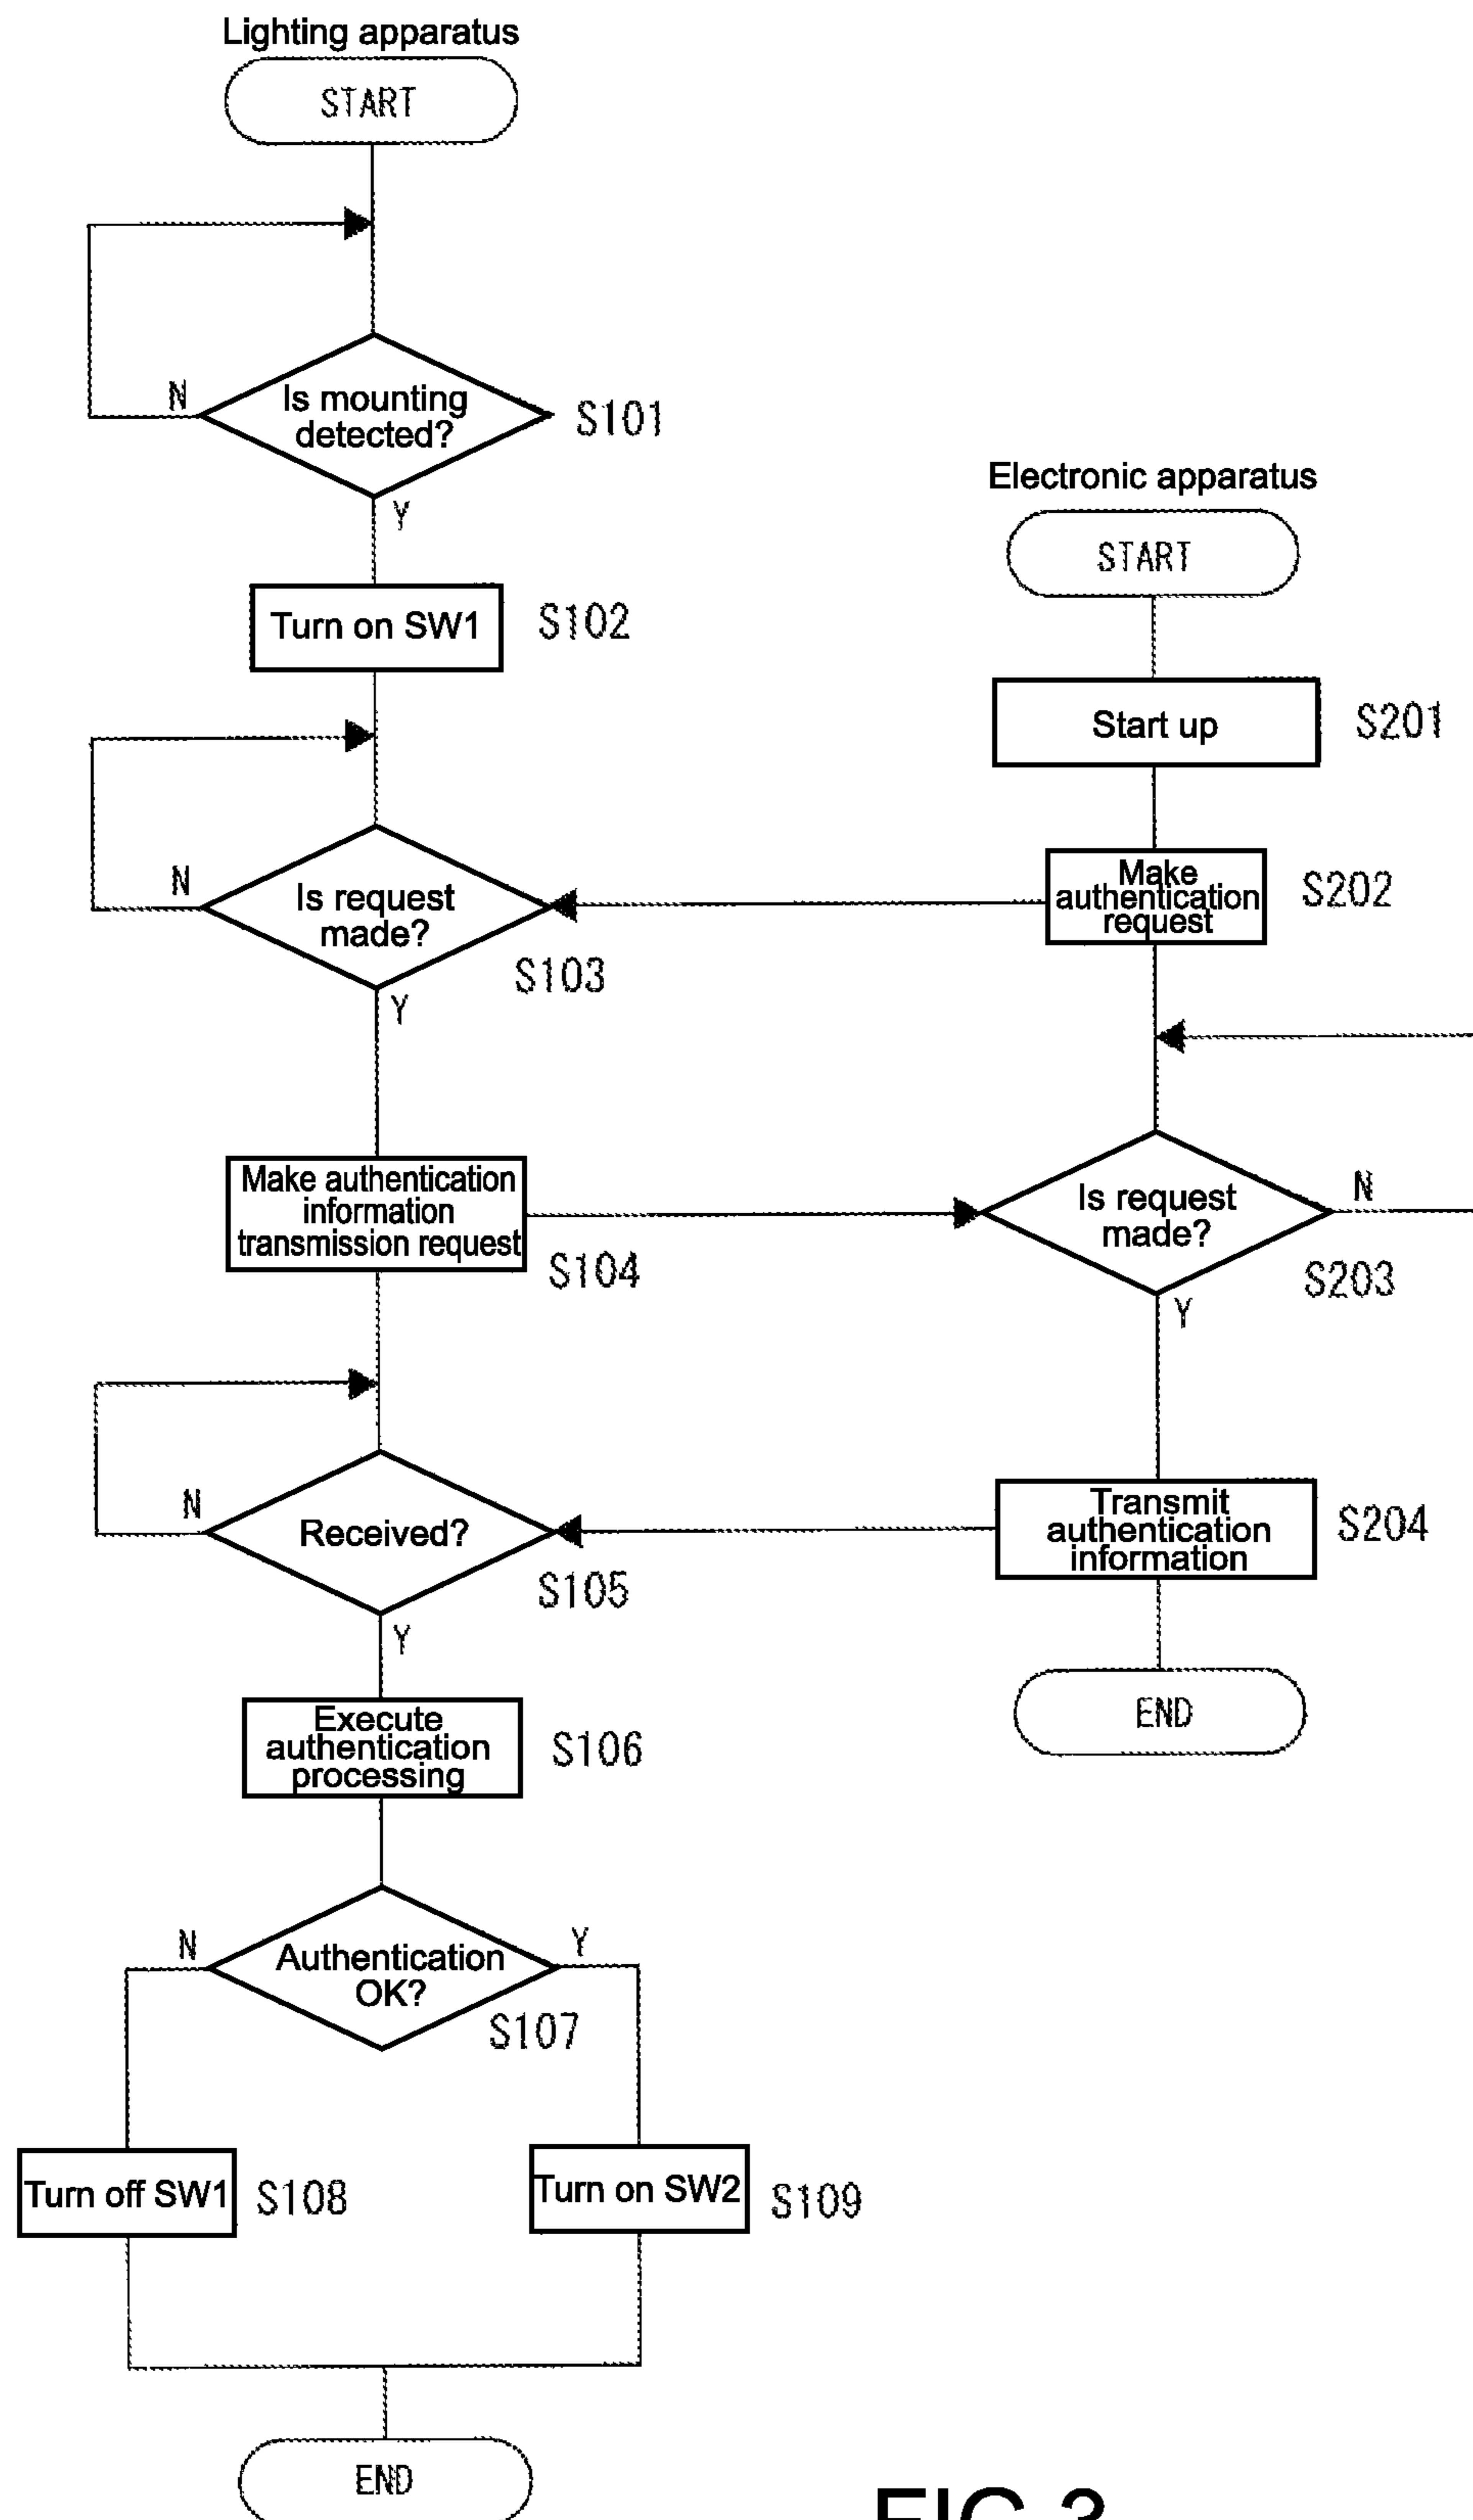 Lighting apparatus
START
N
Is mounting
detected?
S101
Y
Turn on SW1
S102
N
Is request
made?
S103
Y
Make authentication
information
transmission request
S104
N
Received?
S105
Y
Execute
authentication
processing
S106
N
Authentication
OK?
Y
S107
Turn off SW1
S108
Turn on SW2
S109
END
Electronic apparatus
START
Start up
S201
Make
authentication
request
S202
Is request
made?
N
S203
Y
Transmit
authentication
information
S204
END
FIG.3